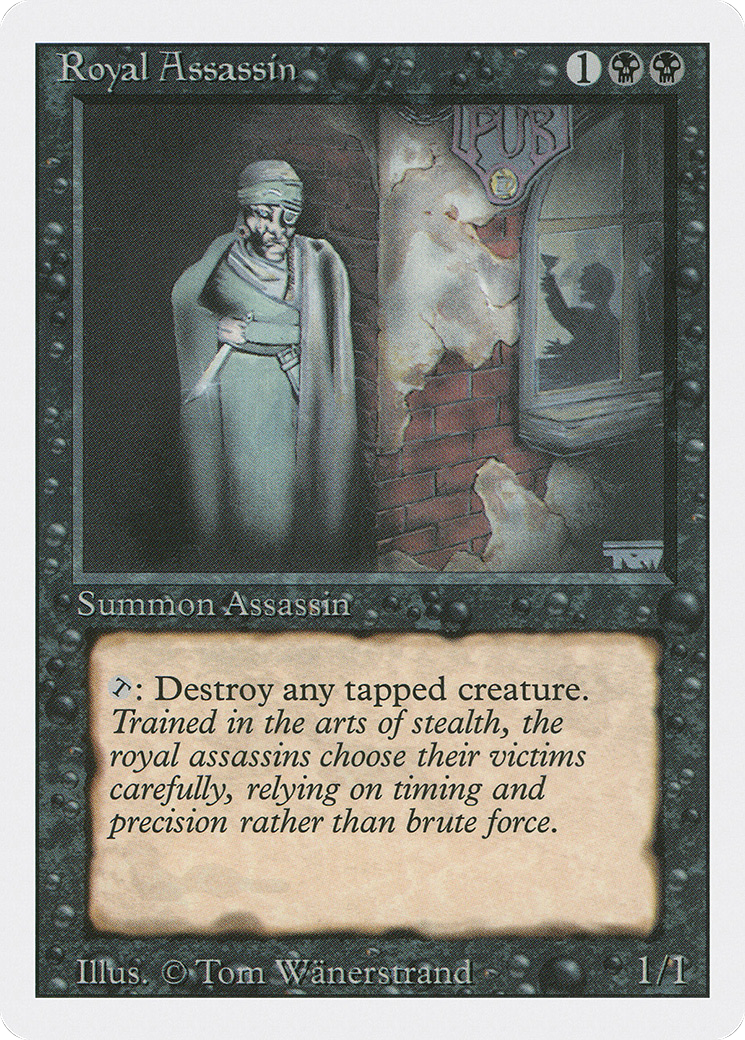 Royal Assassin
1
PUB
TRW
Summon Assassin
T: Destroy any tapped creature.
Trained in the arts of stealth, the
royal assassins choose their victims
carefully, relying on timing and
precision rather than brute force.
Illus. © Tom Wänerstrand
1/1